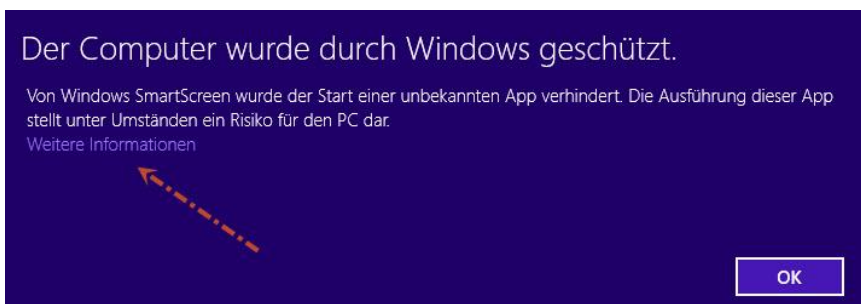 Der Computer wurde durch Windows geschützt.
Von Windows SmartScreen wurde der Start einer unbekannten App verhindert. Die Ausführung dieser App
stellt unter Umständen ein Risiko für den PC dar.
Weitere Informationen
OK